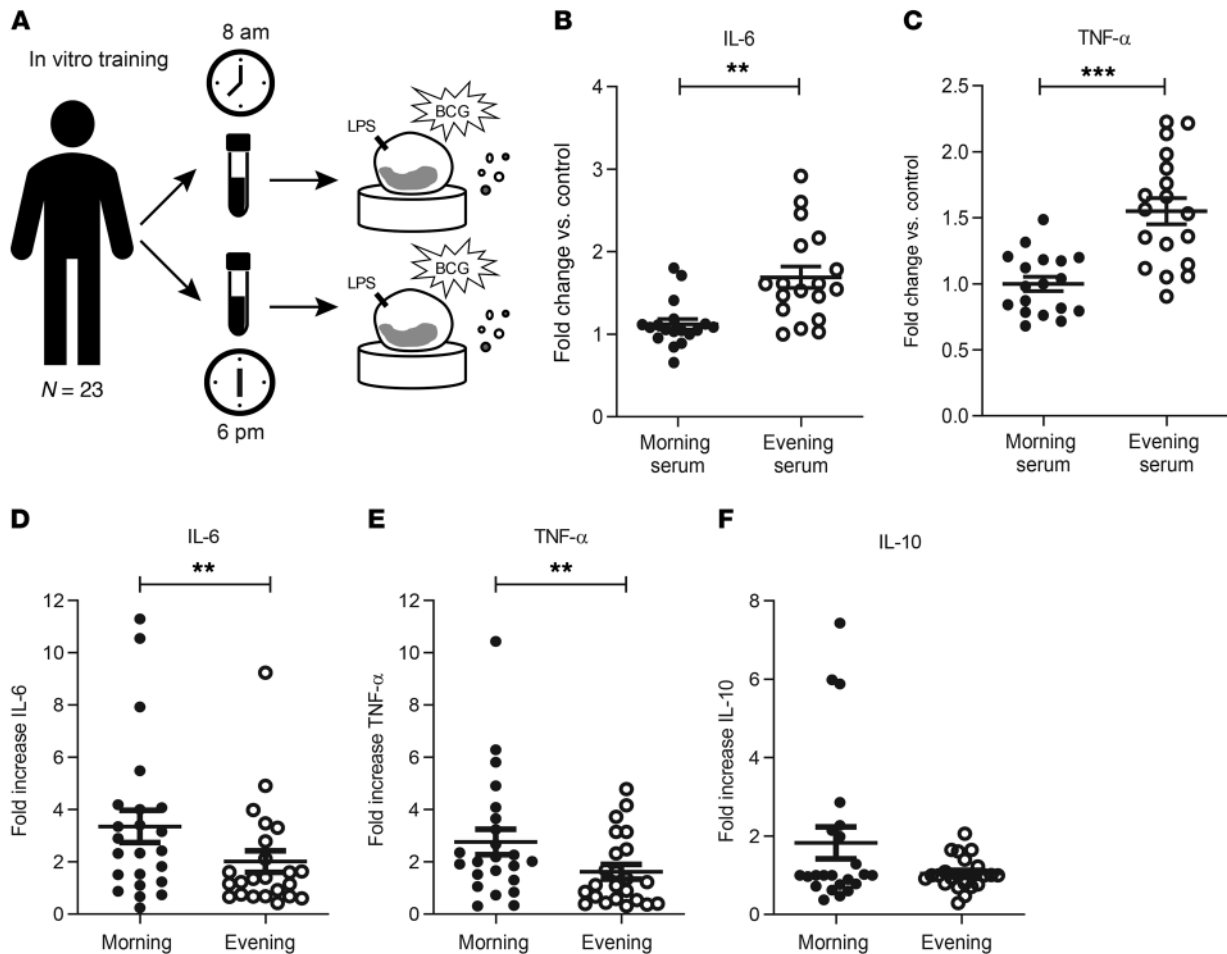 A
In vitro training
8 am
LPS
BCG
LPS
BCG
N = 23
6 pm
B
IL-6
**
Fold change vs. control
4
3
2
1
0
Morning serum
Evening serum
C
TNF-α
***
Fold change vs. control
2.5
2.0
1.5
1.0
0.5
0.0
Morning serum
Evening serum
D
IL-6
**
Fold increase IL-6
12
10
8
6
4
2
0
Morning
Evening
E
TNF-α
**
Fold increase TNF-α
12
10
8
6
4
2
0
Morning
Evening
F
IL-10
Fold increase IL-10
8
6
4
2
0
Morning
Evening